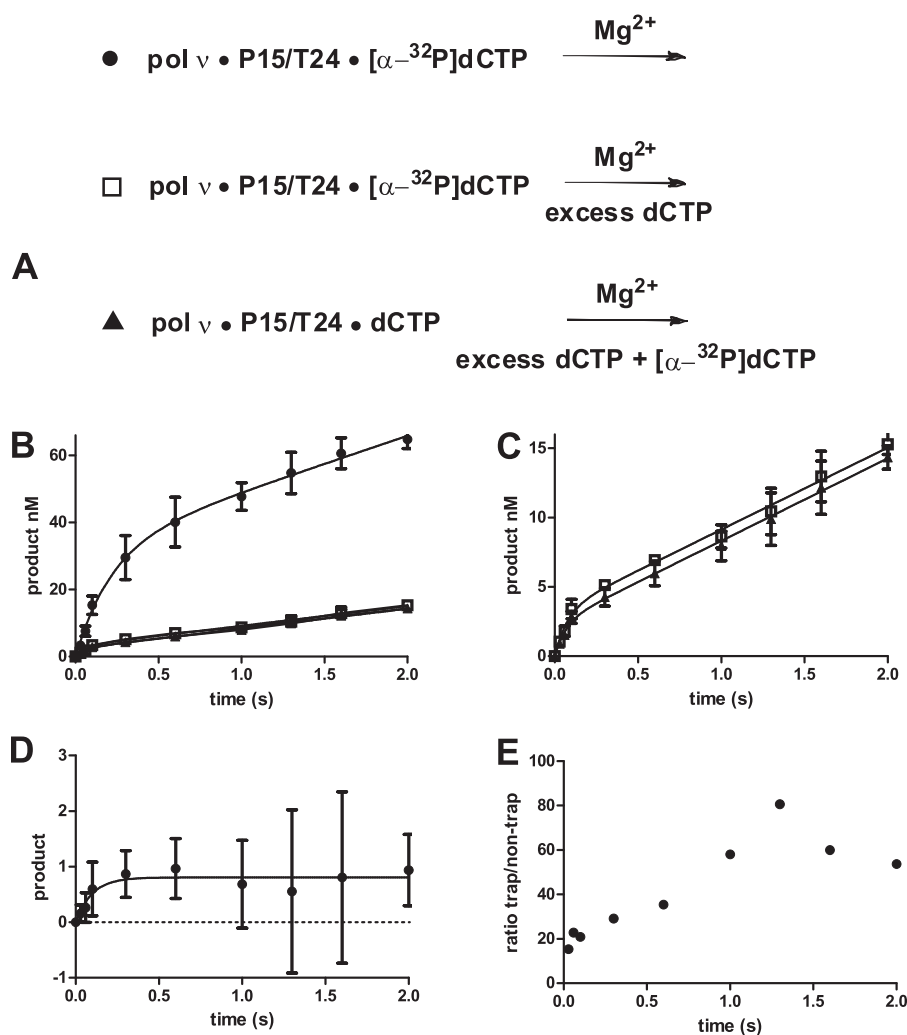 ● pol ν • P15/T24 • [α–³²P]dCTP
Mg²⁺
□ pol ν • P15/T24 • [α–³²P]dCTP
Mg²⁺
excess dCTP
A
▲ pol ν • P15/T24 • dCTP
Mg²⁺
excess dCTP + [α–³²P]dCTP
B
product nM
60
40
20
0
0.0 0.5 1.0 1.5 2.0
time (s)
C
product nM
15
10
5
0
0.0 0.5 1.0 1.5 2.0
time (s)
D
product
3
2
1
0
-1
0.0 0.5 1.0 1.5 2.0
time (s)
E
ratio trap/non-trap
100
80
60
40
20
0
0.0 0.5 1.0 1.5 2.0
time (s)